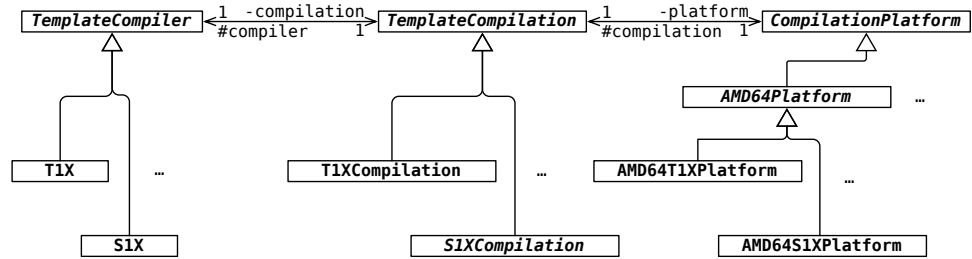 TemplateCompiler
1 -compilation
#compiler 1
TemplateCompilation
1 -platform
#compilation 1
CompilationPlatform
AMD64Platform
…
T1X
…
T1XCompilation
…
AMD64T1XPlatform
…
S1X
S1XCompilation
AMD64S1XPlatform